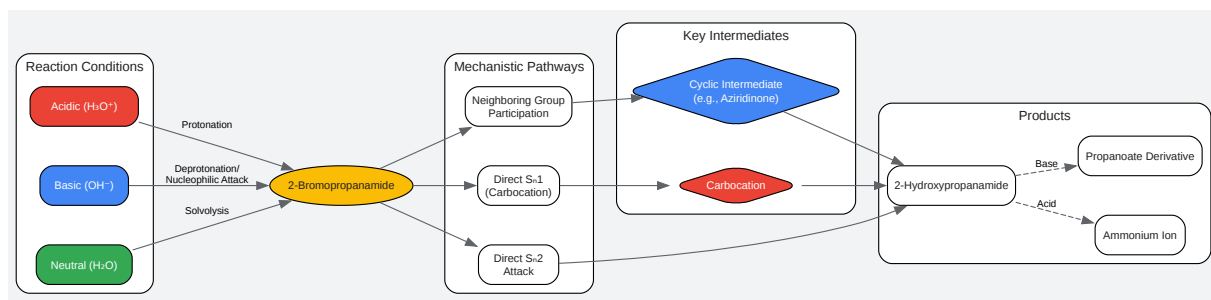 Reaction Conditions
Acidic (H₃O⁺)
Basic (OH⁻)
Neutral (H₂O)
Protonation
Deprotonation/
Nucleophilic Attack
Solvolysis
2-Bromopropanamide
Mechanistic Pathways
Neighboring Group
Participation
Direct Sₙ1
(Carbocation)
Direct Sₙ2
Attack
Key Intermediates
Cyclic Intermediate
(e.g., Aziridinone)
Carbocation
Products
2-Hydroxypropanamide
Base
Acid
Propanoate Derivative
Ammonium Ion